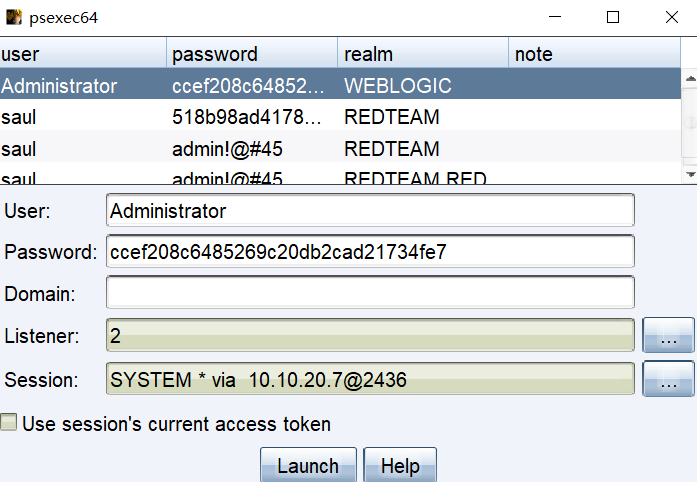 psexec64
user password realm note
Administrator ccef208c64852... WEBLOGIC
saul 518b98ad4178... REDTEAM
saul admin!@#45 REDTEAM
saul admin!@#45 REDTEAM.RED
User: Administrator
Password: ccef208c6485269c20db2cad21734fe7
Domain:
Listener: 2 ...
Session: SYSTEM * via 10.10.20.7@2436 ...
Use session's current access token
Launch Help